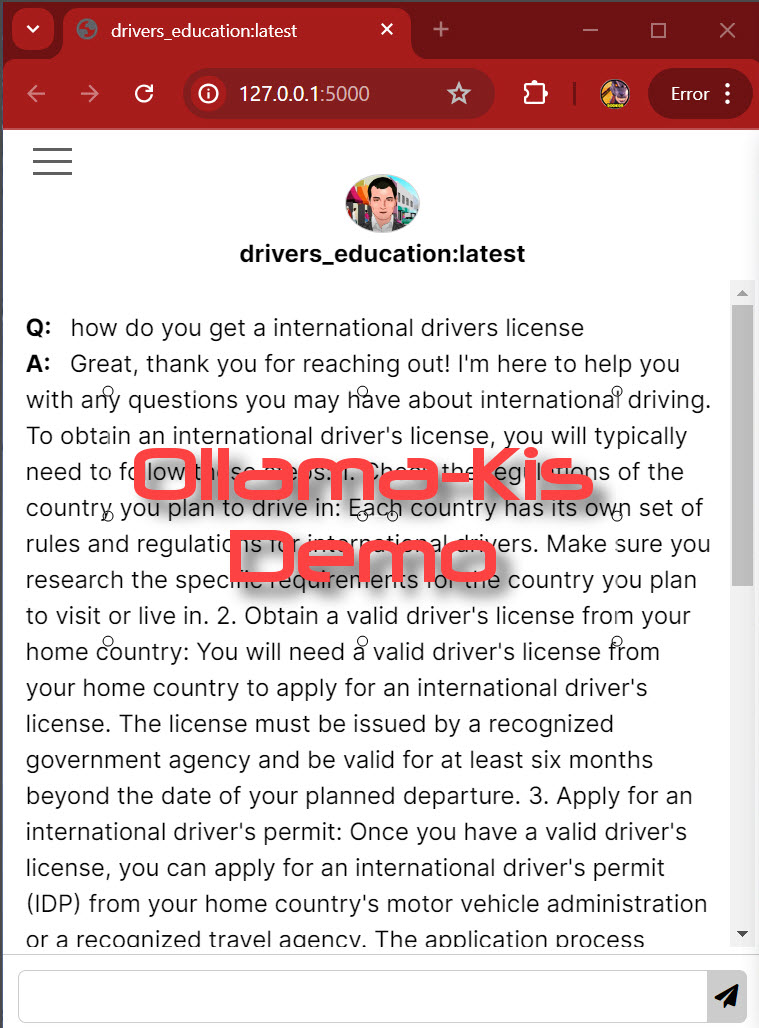 drivers_education:latest
127.0.0.1:5000
Error
drivers_education:latest
Q: how do you get a international drivers license
A: Great, thank you for reaching out! I'm here to help you
with any questions you may have about international driving.
To obtain an international driver's license, you will typically
need to follow these steps: 1. Check the regulations of the
country you plan to drive in: Each country has its own set of
rules and regulations for international drivers. Make sure you
research the specific requirements for the country you plan
to visit or live in. 2. Obtain a valid driver's license from your
home country: You will need a valid driver's license from
your home country to apply for an international driver's
license. The license must be issued by a recognized
government agency and be valid for at least six months
beyond the date of your planned departure. 3. Apply for an
international driver's permit: Once you have a valid driver's
license, you can apply for an international driver's permit
(IDP) from your home country's motor vehicle administration
or a recognized travel agency. The application process
Ollama-Kis
Demo